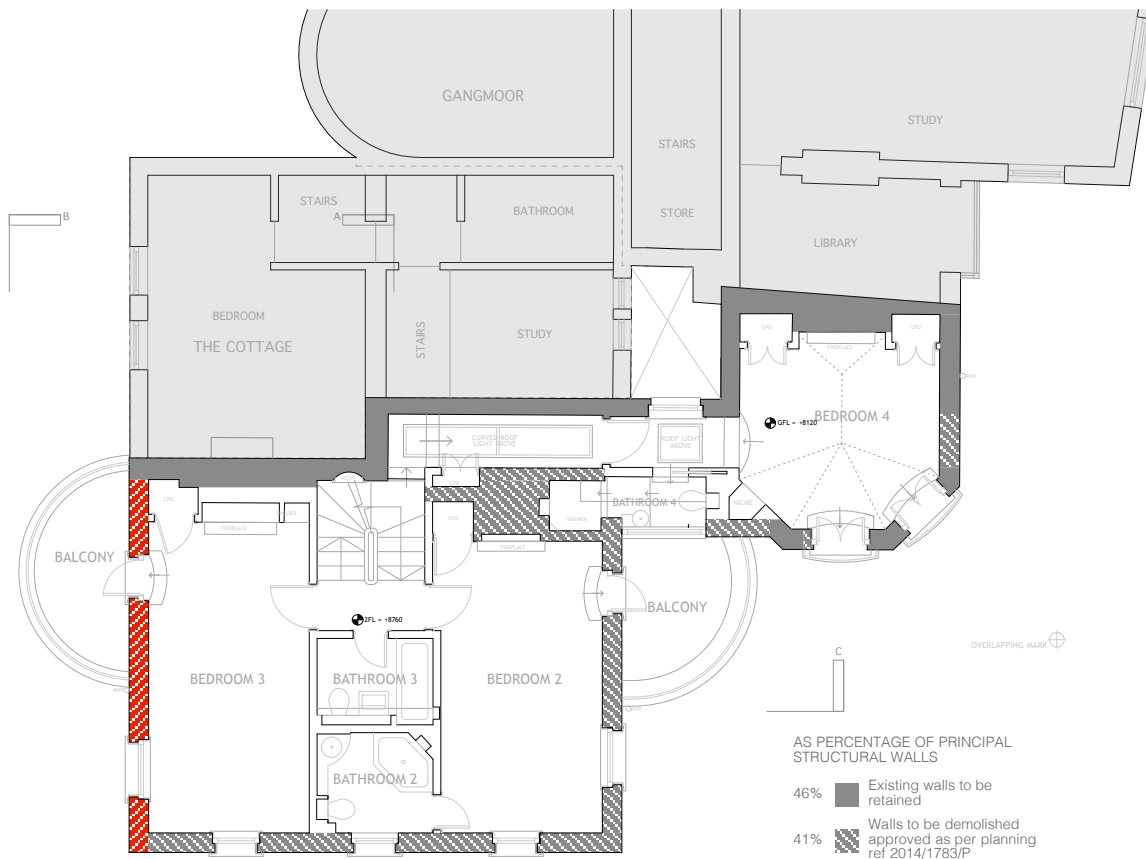 GANGMOOR
STUDY
STAIRS
STAIRS
A
BATHROOM
STORE
B
LIBRARY
BEDROOM
THE COTTAGE
STAIRS
STUDY
CPD
CPD
FIREPLACE
RWP
GFL = +8120
BEDROOM 4
CURVED ROOF
LIGHT ABOVE
ROOF LIGHT
ABOVE
NICHE
CPD
CPD
BATHROOM 4
NICHE
SHOWER
CPD
FIREPLACE
FIREPLACE
BALCONY
BALCONY
2FL = +8760
OVERLAPPING MARK
C
BEDROOM 3
BATHROOM 3
BEDROOM 2
RWP
RWP
BATHROOM 2
AS PERCENTAGE OF PRINCIPAL
STRUCTURAL WALLS
46%
Existing walls to be
retained
41%
Walls to be demolished
approved as per planning
ref 2014/1783/P